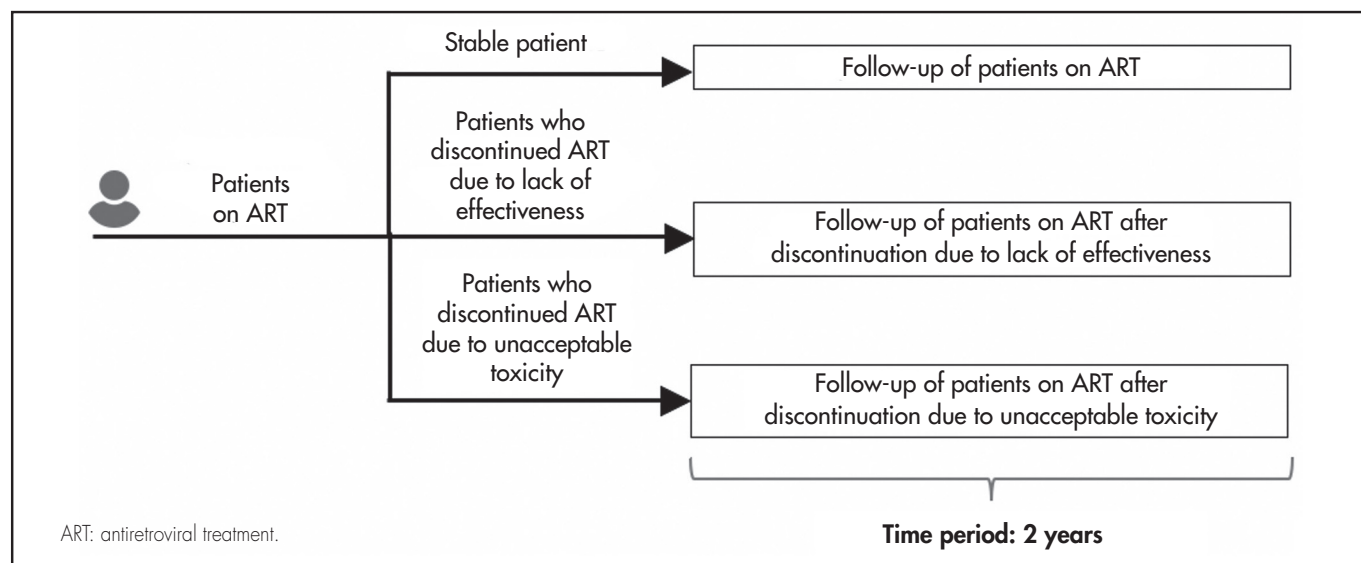 Stable patient
Follow-up of patients on ART
Patients who
discontinued ART
due to lack of
effectiveness
Patients
on ART
Follow-up of patients on ART after
discontinuation due to lack of effectiveness
Patients who
discontinued ART
due to unacceptable
toxicity
Follow-up of patients on ART after
discontinuation due to unacceptable toxicity
ART: antiretroviral treatment.
Time period: 2 years